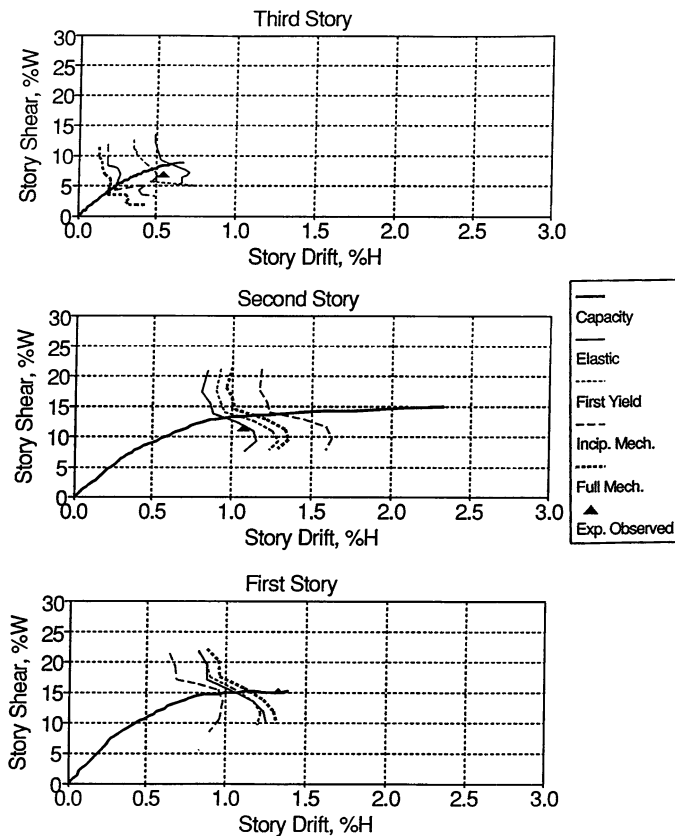 Third Story
Story Shear, %W
30
25
20
15
10
5
0
0.0 0.5 1.0 1.5 2.0 2.5 3.0
Story Drift, %H
Second Story
Story Shear, %W
30
25
20
15
10
5
0
0.0 0.5 1.0 1.5 2.0 2.5 3.0
Story Drift, %H
Capacity
Elastic
First Yield
Incip. Mech.
Full Mech.
Exp. Observed
First Story
Story Shear, %W
30
25
20
15
10
5
0
0.0 0.5 1.0 1.5 2.0 2.5 3.0
Story Drift, %H